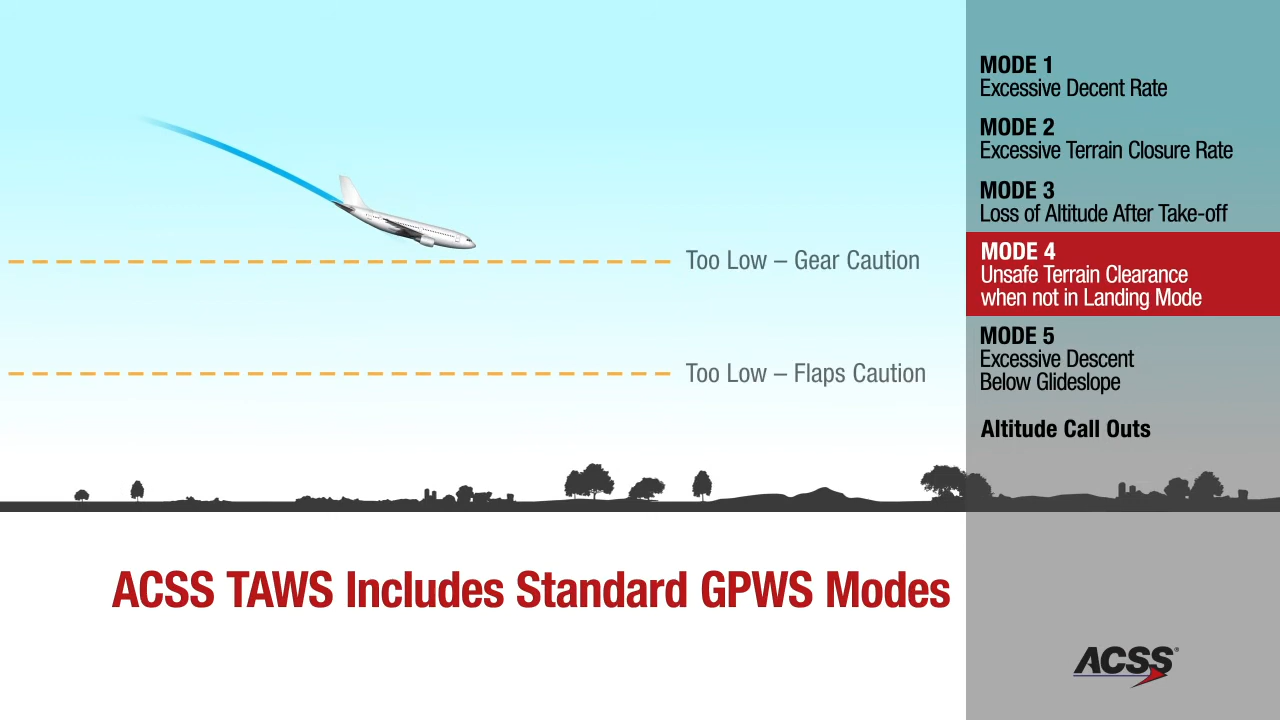 MODE 1
Excessive Decent Rate
MODE 2
Excessive Terrain Closure Rate
MODE 3
Loss of Altitude After Take-off
MODE 4
Unsafe Terrain Clearance
when not in Landing Mode
MODE 5
Excessive Descent
Below Glideslope
Altitude Call Outs
Too Low – Gear Caution
Too Low – Flaps Caution
ACSS TAWS Includes Standard GPWS Modes
ACSS®